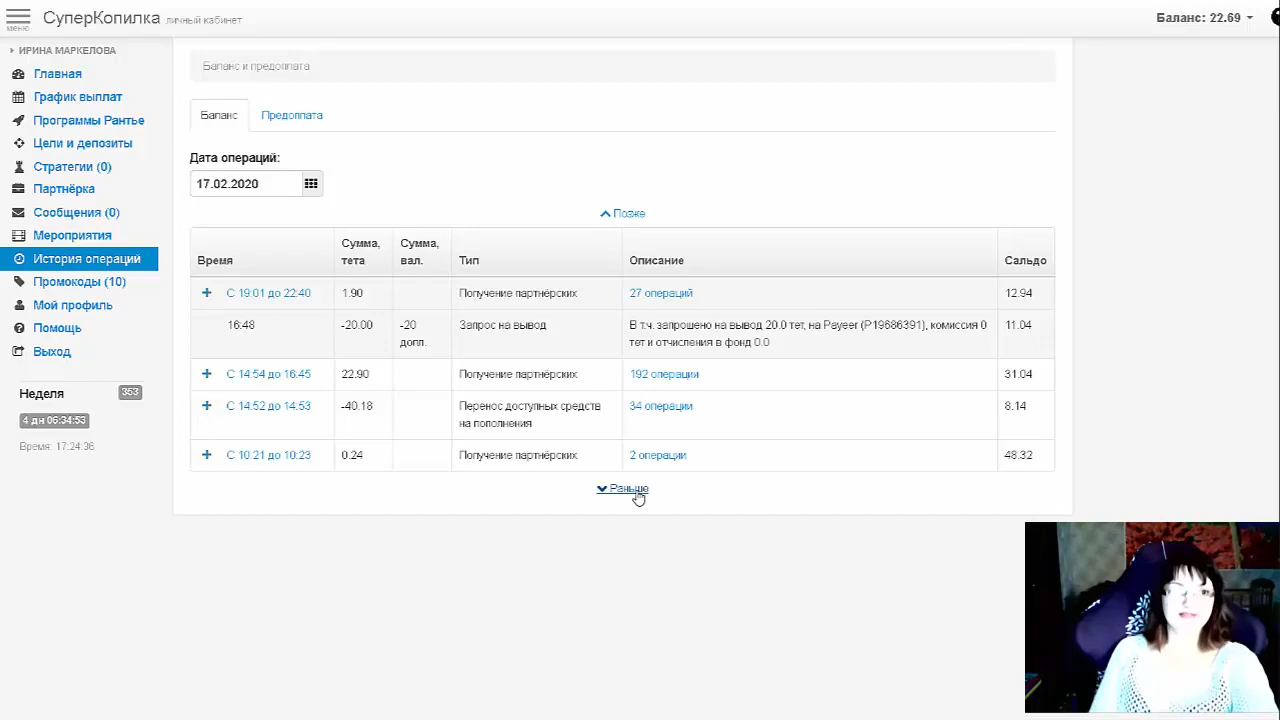 СуперКопилка личный кабинет
меню
Баланс: 22.69
ИРИНА МАРКЕЛОВА
Главная
График выплат
Программы Рантье
Цели и депозиты
Стратегии (0)
Партнёрка
Сообщения (0)
Мероприятия
История операций
Промокоды (10)
Мой профиль
Помощь
Выход
Неделя 353
4 дн 06:34:53
Время: 17:24:36
Баланс и предоплата
Баланс Предоплата
Дата операций:
17.02.2020
Позже
Время Сумма, тета Сумма, вал. Тип Описание Сальдо
С 19:01 до 22:40 1.90 Получение партнёрских 27 операций 12.94
16:48 -20.00 -20 допл. Запрос на вывод В т.ч. запрошено на вывод 20.0 тет, на Payeer (P19686391), комиссия 0 тет и отчисления в фонд 0.0 11.04
С 14:54 до 16:45 22.90 Получение партнёрских 192 операции 31.04
С 14:52 до 14:53 -40.18 Перенос доступных средств на пополнения 34 операции 8.14
С 10:21 до 10:23 0.24 Получение партнёрских 2 операции 48.32
Раньше